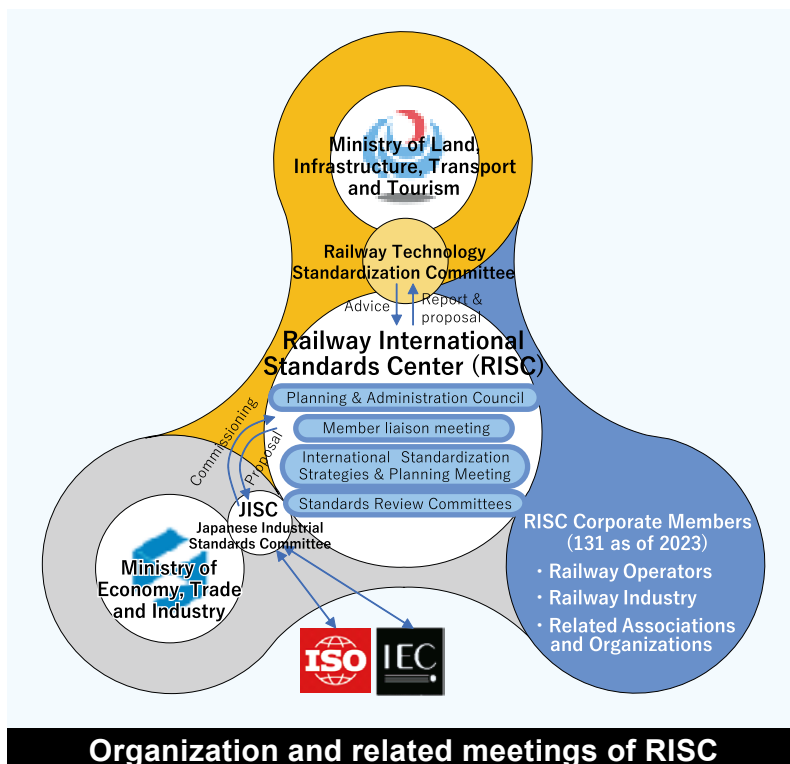 Ministry of Land,
Infrastructure, Transport
and Tourism
Railway Technology
Standardization Committee
Advice
Report &
proposal
Railway International
Standards Center (RISC)
Planning & Administration Council
Member liaison meeting
International Standardization
Strategies & Planning Meeting
Standards Review Committees
Commissioning
Proposal
JISC
Japanese Industrial
Standards Committee
Ministry of
Economy, Trade
and Industry
RISC Corporate Members
(131 as of 2023)
・Railway Operators
・Railway Industry
・Related Associations
and Organizations
ISO
IEC
Organization and related meetings of RISC